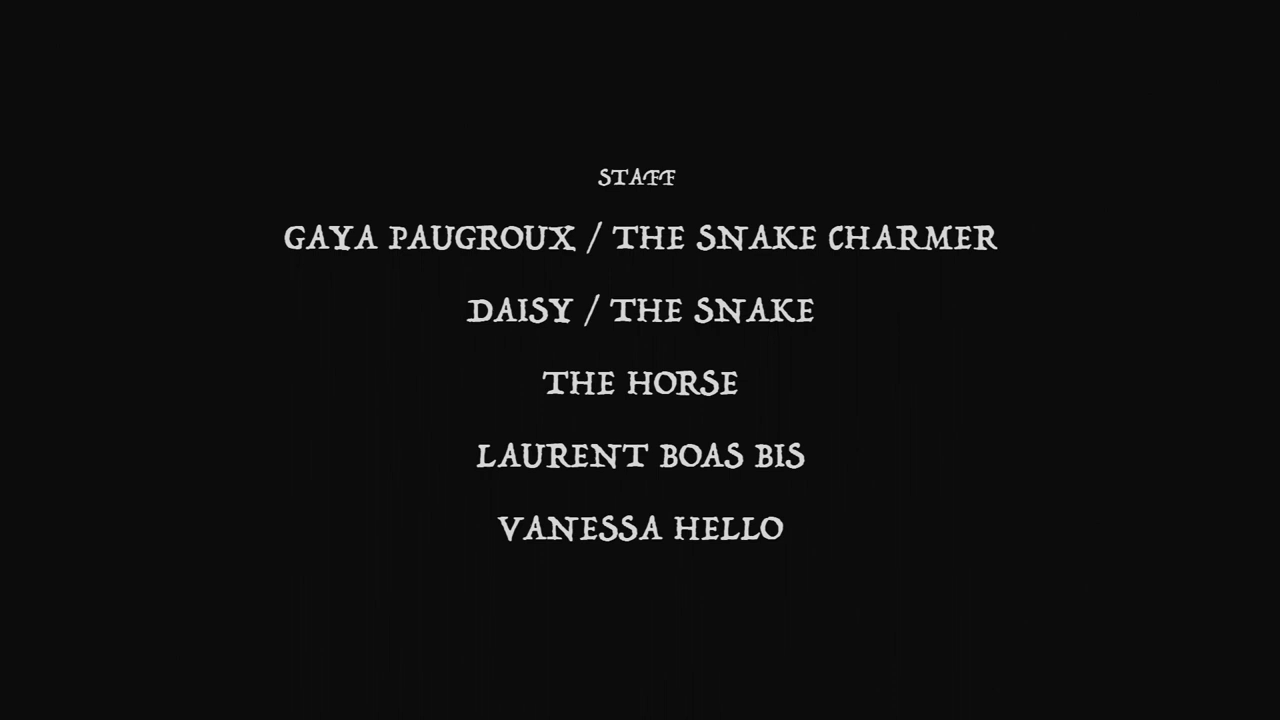 STAFF
GAYA PAUGROUX / THE SNAKE CHARMER
DAISY / THE SNAKE
THE HORSE
LAURENT BOAS BIS
VANESSA HELLO